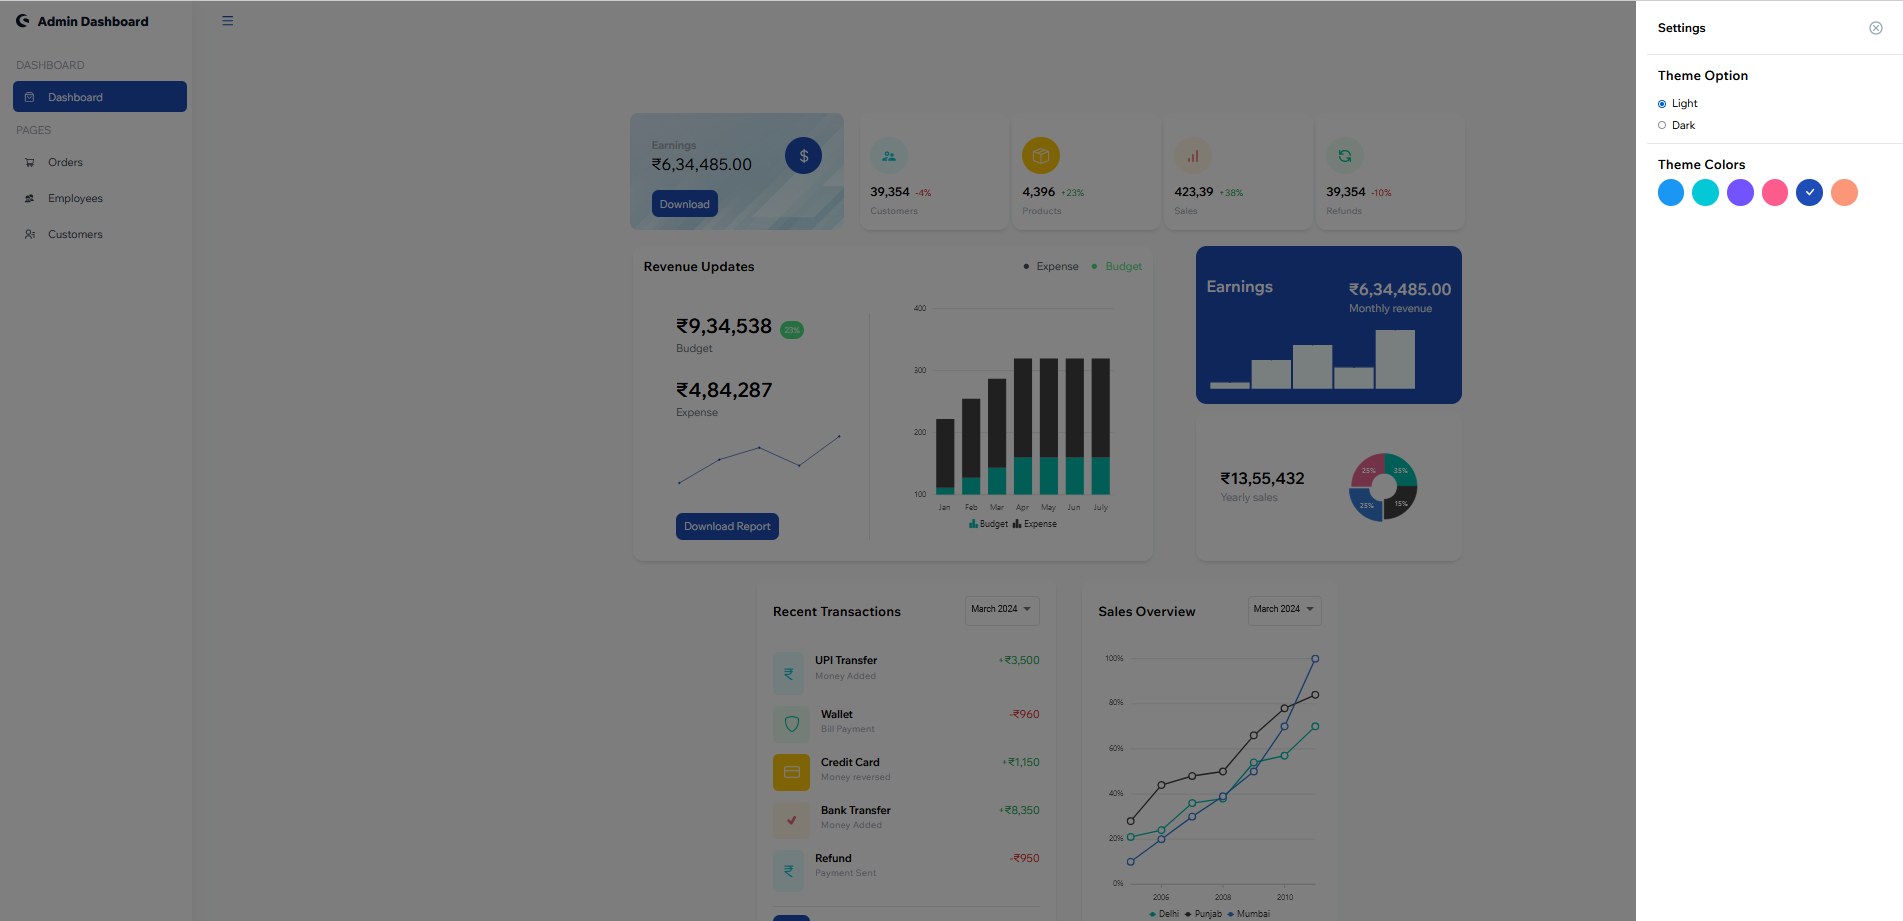 Admin Dashboard
DASHBOARD
Dashboard
PAGES
Orders
Employees
Customers
Earnings
₹6,34,485.00
$
Download
39,354 -4%
Customers
4,396 +23%
Products
423,39 +38%
Sales
39,354 -10%
Refunds
Revenue Updates
Expense Budget
₹9,34,538 23%
Budget
₹4,84,287
Expense
Download Report
400
300
200
100
Jan Feb Mar Apr May Jun July
Budget Expense
Earnings
₹6,34,485.00
Monthly revenue
₹13,55,432
Yearly sales
25% 35%
25% 15%
Recent Transactions
March 2024
UPI Transfer +₹3,500
Money Added
Wallet -₹960
Bill Payment
Credit Card +₹1,150
Money reversed
Bank Transfer +₹8,350
Money Added
Refund -₹950
Payment Sent
Sales Overview
March 2024
100%
80%
60%
40%
20%
0%
2006 2008 2010
Delhi Punjab Mumbai
Settings
Theme Option
Light
Dark
Theme Colors